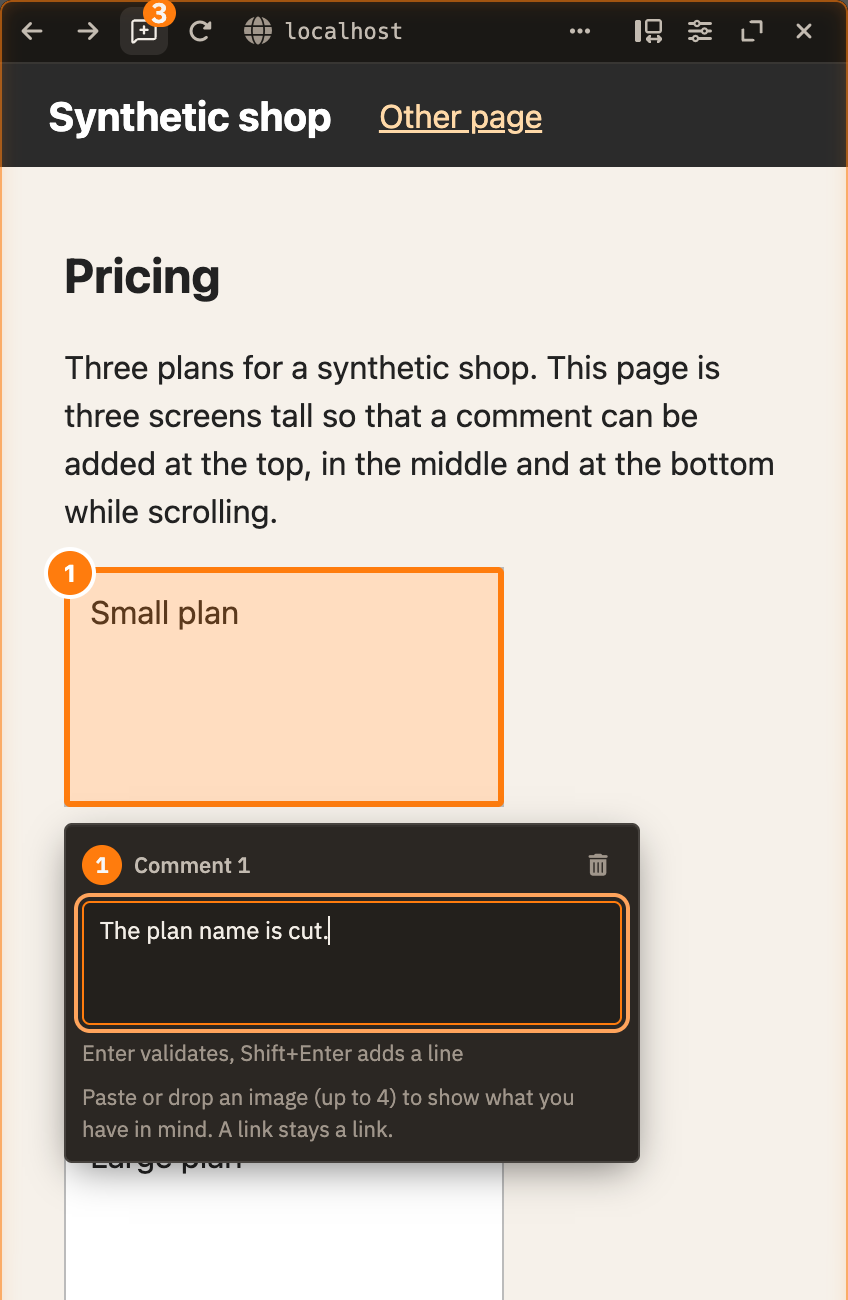 3
localhost
Synthetic shop Other page
Pricing
Three plans for a synthetic shop. This page is
three screens tall so that a comment can be
added at the top, in the middle and at the bottom
while scrolling.
1
Small plan
1 Comment 1
The plan name is cut.
Enter validates, Shift+Enter adds a line
Paste or drop an image (up to 4) to show what you
have in mind. A link stays a link.
Large plan